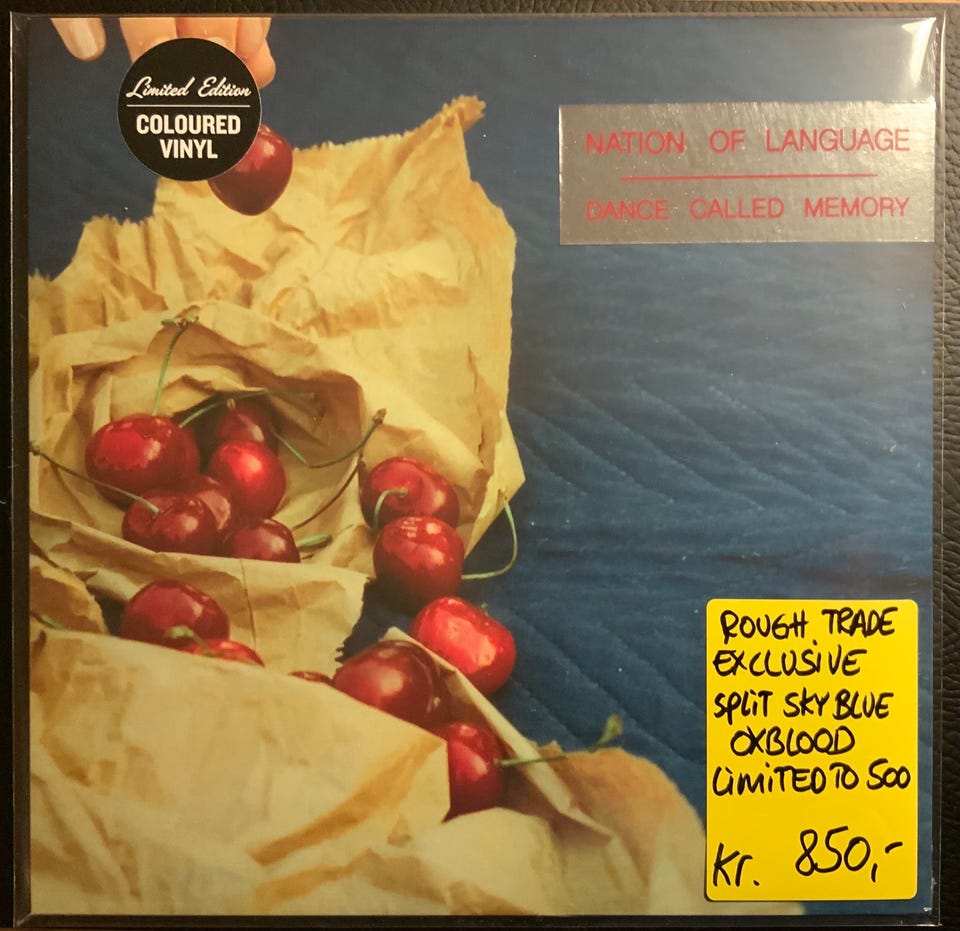 Limited Edition
COLOURED
VINYL
NATION OF LANGUAGE
DANCE CALLED MEMORY
ROUGH TRADE
EXCLUSIVE
SPLIT SKY BLUE
OXBLOOD
LIMITED TO 500
Kr. 850,-